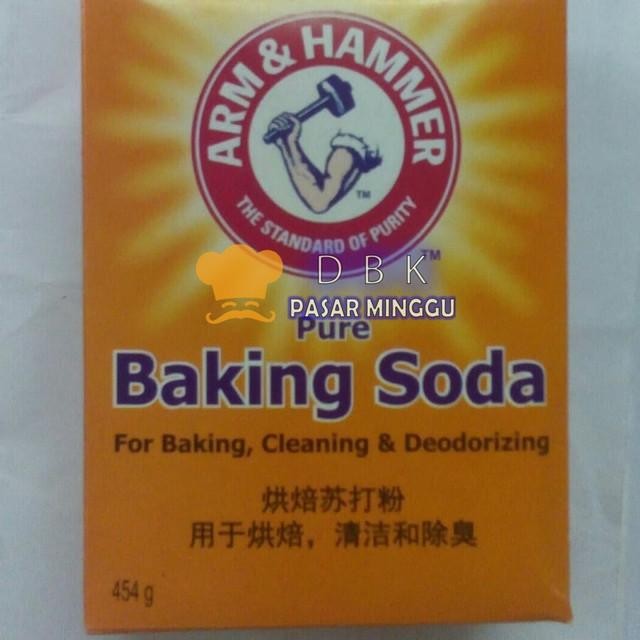 ARM & HAMMER
THE STANDARD OF PURITY
TM
TM
DBK
PASAR MINGGU
Pure
Baking Soda
For Baking, Cleaning & Deodorizing
烘焙苏打粉
用于烘焙，清洁和除臭
454 g